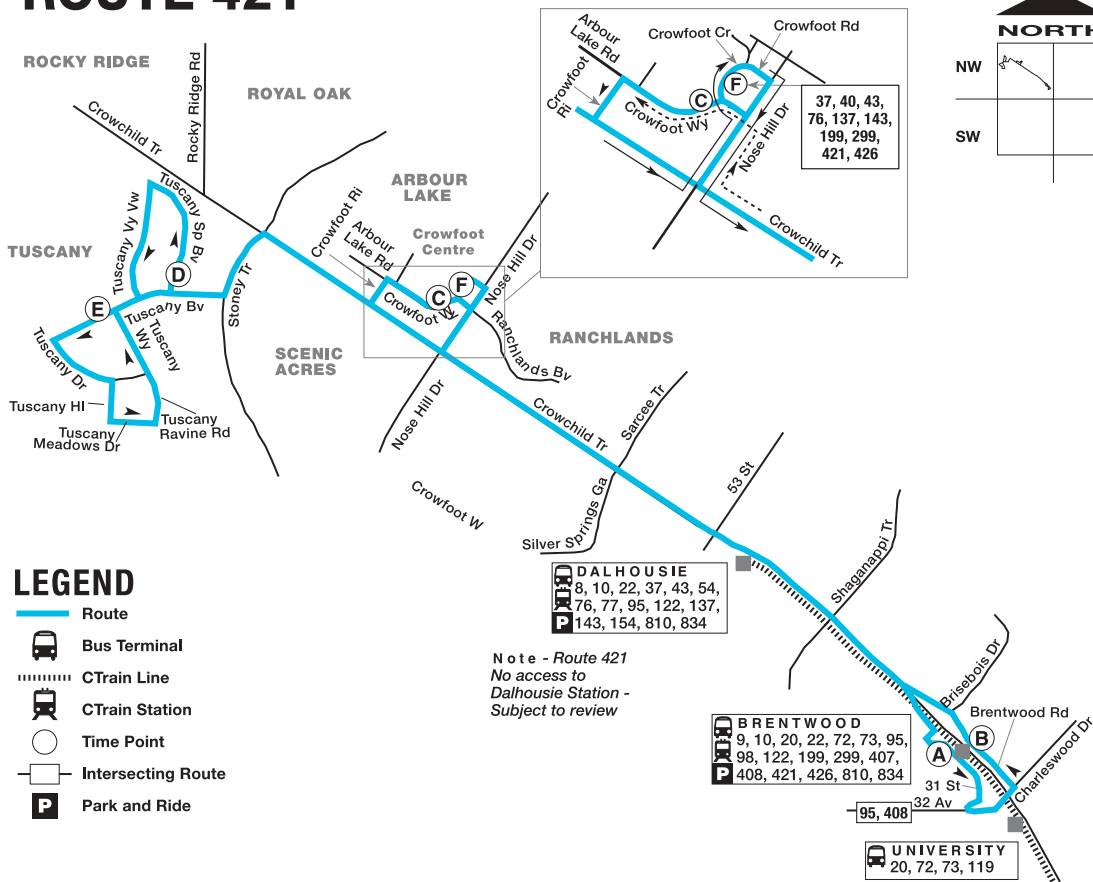 ROUTE 421
ROCKY RIDGE
Rocky Ridge Rd
ROYAL OAK
Crowchild Tr
TUSCANY
Tuscany Vy Vw
Tuscany Sp Bv
D
E
Tuscany Bv
Tuscany
Wy
Tuscany Dr
Tuscany Hl
Tuscany
Meadows Dr
Tuscany
Ravine Rd
Stoney Tr
SCENIC
ACRES
ARBOUR
LAKE
Crowfoot Ri
Arbour
Lake Rd
Crowfoot
Centre
C
F
Crowfoot Wy
Nose Hill Dr
Ranchlands Bv
RANCHLANDS
Nose Hill Dr
Crowfoot W
Crowchild Tr
Silver Springs Ga
Sarcee Tr
53 St
Shaganappi Tr
Brisebois Dr
Brentwood Rd
Charleswood Dr
A
B
31 St
32 Av
95, 408
Arbour
Lake Rd
Crowfoot
Ri
Crowfoot Cr
Crowfoot Rd
C
F
Crowfoot Wy
Nose Hill Dr
Crowchild Tr
37, 40, 43,
76, 137, 143,
199, 299,
421, 426
NORTH
NW
SW
DALHOUSIE
8, 10, 22, 37, 43, 54,
76, 77, 95, 122, 137,
P 143, 154, 810, 834
Note - Route 421
No access to
Dalhousie Station -
Subject to review
BRENTWOOD
9, 10, 20, 22, 72, 73, 95,
98, 122, 199, 299, 407,
P 408, 421, 426, 810, 834
UNIVERSITY
20, 72, 73, 119
LEGEND
Route
Bus Terminal
CTrain Line
CTrain Station
Time Point
Intersecting Route
P Park and Ride